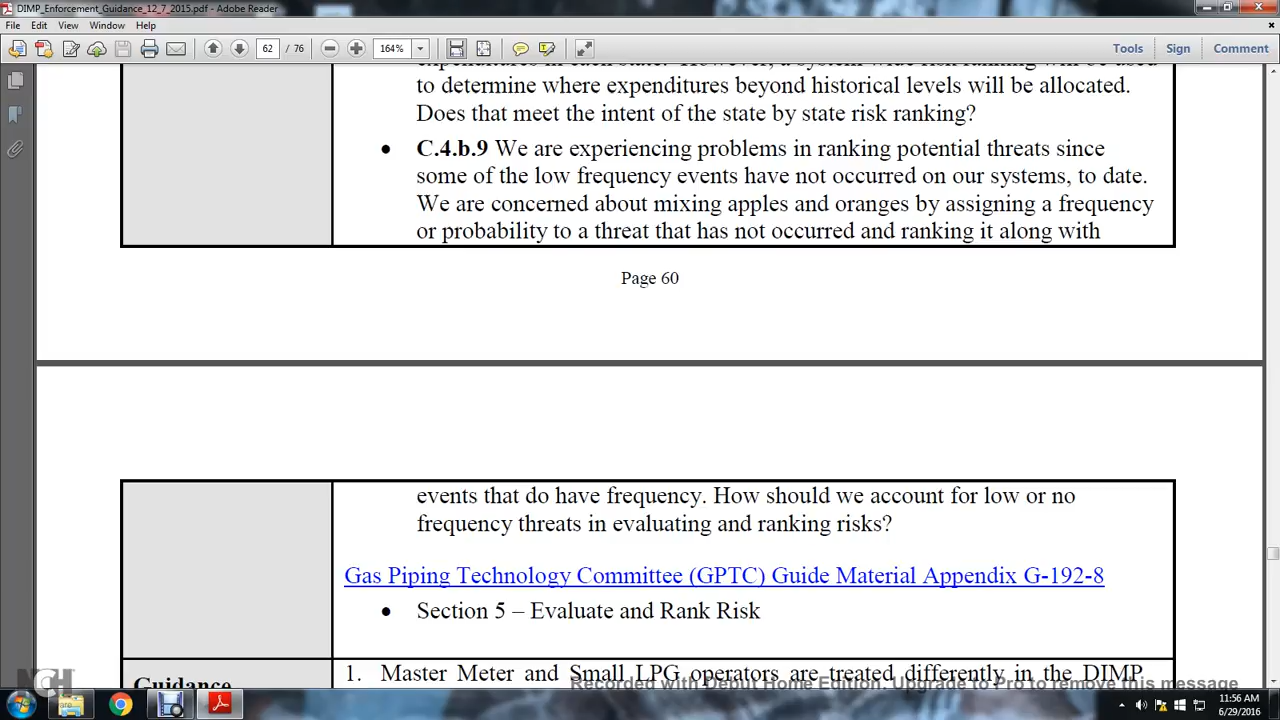 DIMP_Enforcement_Guidance_12_7_2015.pdf - Adobe Reader
File Edit View Window Help
62 / 76 164% Tools Sign Comment
to determine where expenditures beyond historical levels will be allocated.
Does that meet the intent of the state by state risk ranking?
• C.4.b.9 We are experiencing problems in ranking potential threats since
some of the low frequency events have not occurred on our systems, to date.
We are concerned about mixing apples and oranges by assigning a frequency
or probability to a threat that has not occurred and ranking it along with
Page 60
events that do have frequency. How should we account for low or no
frequency threats in evaluating and ranking risks?
Gas Piping Technology Committee (GPTC) Guide Material Appendix G-192-8
• Section 5 – Evaluate and Rank Risk
Guidance
1. Master Meter and Small LPG operators are treated differently in the DIMP
Recorded with Debut Home Edition. Upgrade to Pro to remove this message
NCH
11:56 AM
6/29/2016